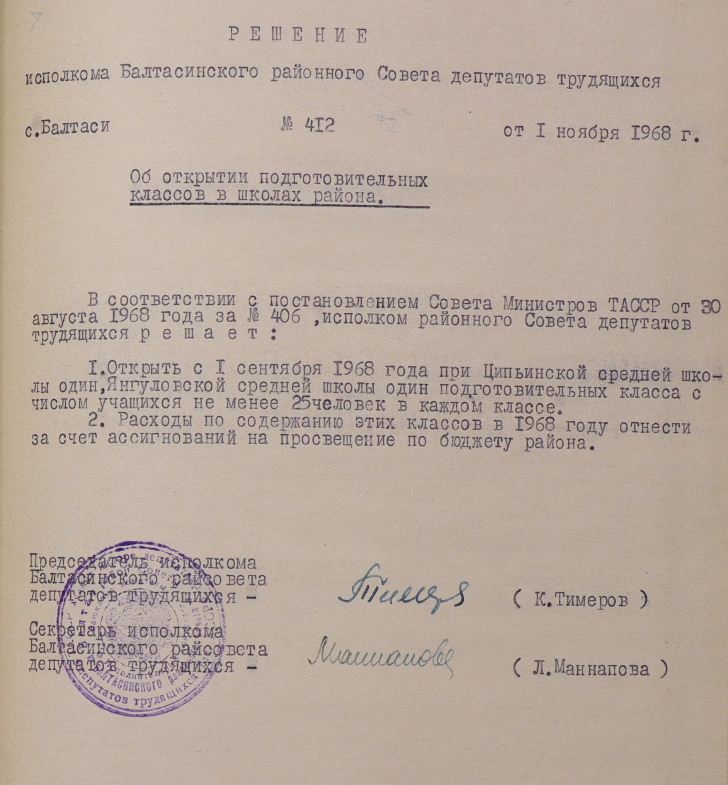 РЕШЕНИЕ
исполкома Балтасинского районного Совета депутатов трудящихся
с.Балтаси № 412 от I ноября 1968 г.
Об открытии подготовительных
классов в школах района.
В соответствии с постановлением Совета Министров ТАССР от 30
августа 1968 года за № 406 ,исполком районного Совета депутатов
трудящихся р е ш а е т :
1.Открыть с I сентября 1968 года при Ципьинской средней шко-
лы один,Янгуловской средней школы один подготовительных класса с
числом учащихся не менее 25человек в каждом классе.
2. Расходы по содержанию этих классов в 1968 году отнести
за счет ассигнований на просвещение по бюджету района.
Председатель исполкома
Балтасинского райсовета
депутатов трудящихся – ( К.Тимеров )
Секретарь исполкома
Балтасинского райсовета
депутатов трудящихся – Маннапова ( Л.Маннапова )